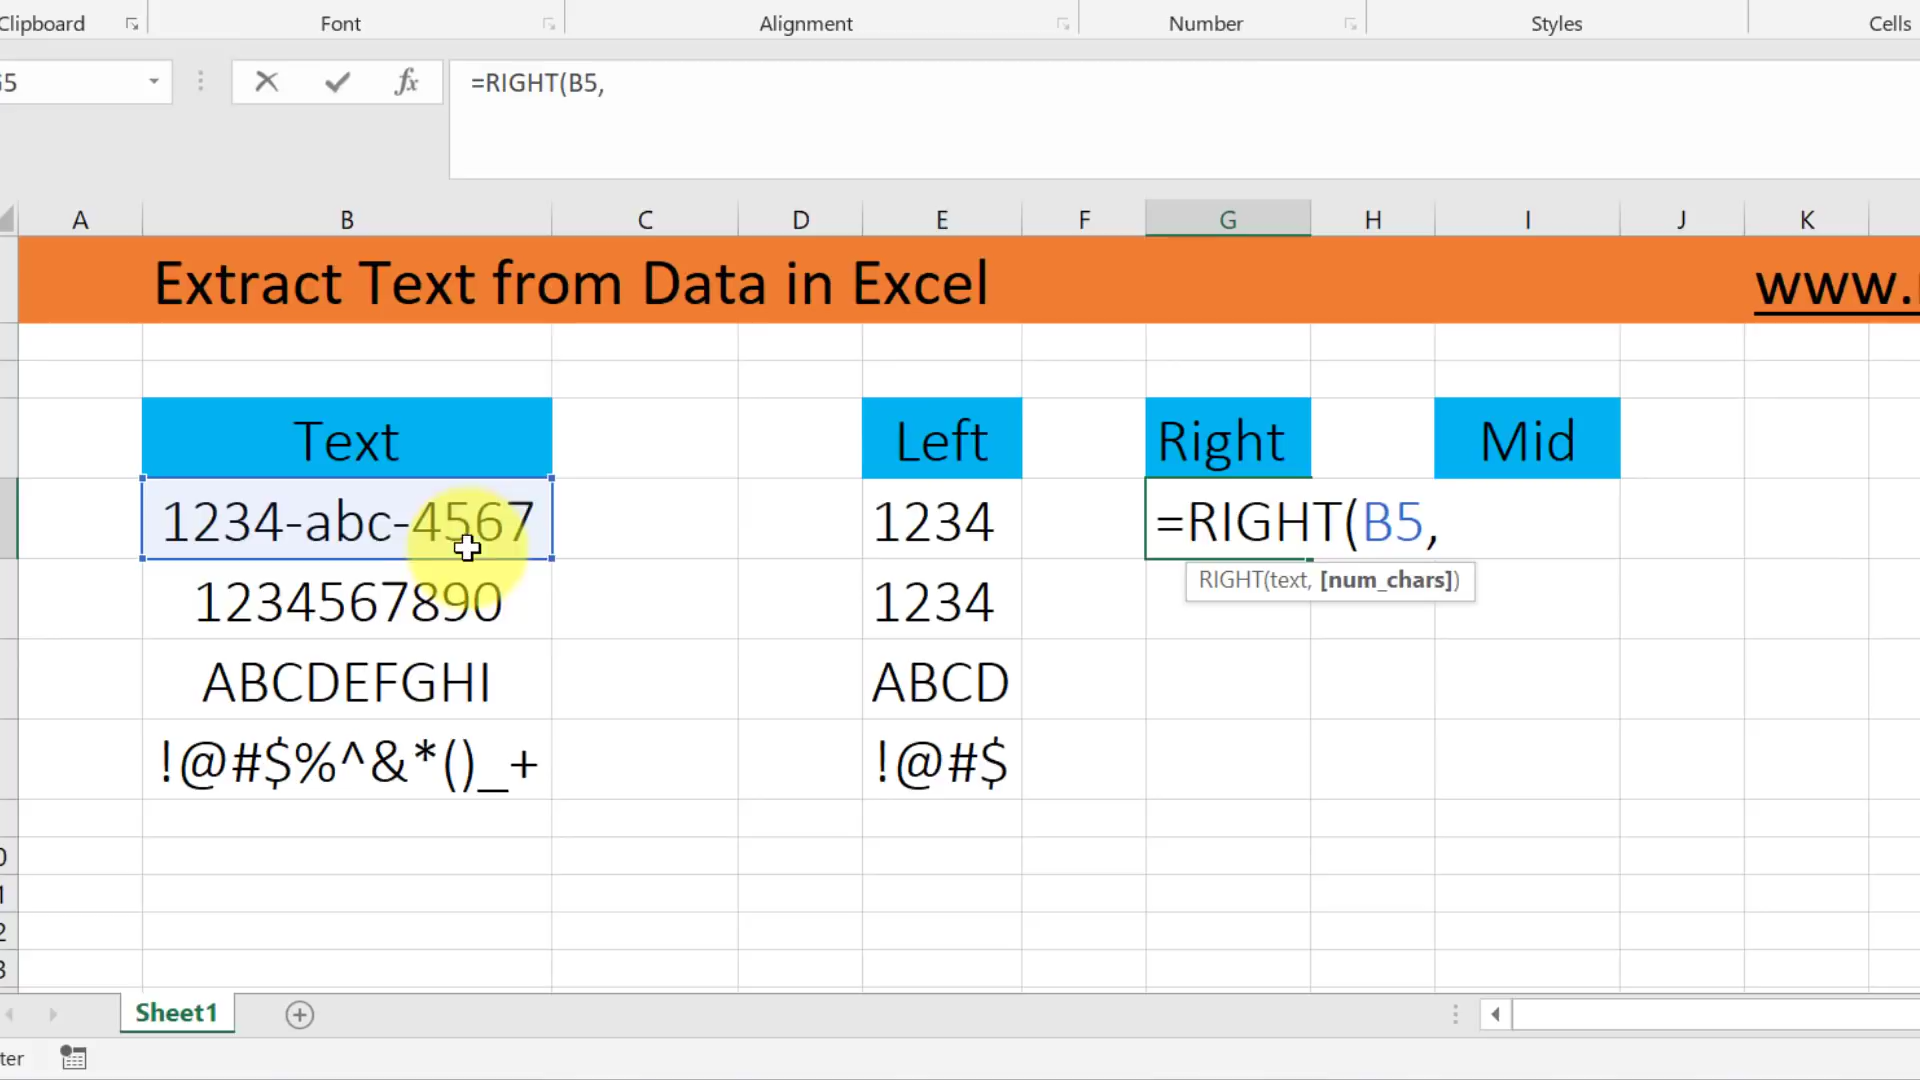 Clipboard Font Alignment Number Styles Cells
=RIGHT(B5,
A B C D E F G H I J K
Extract Text from Data in Excel
Text Left Right Mid
1234-abc-4567 1234 =RIGHT(B5,
RIGHT(text, [num_chars])
1234567890 1234
ABCDEFGHI ABCD
!@#$%^&*()_+ !@#$
Sheet1